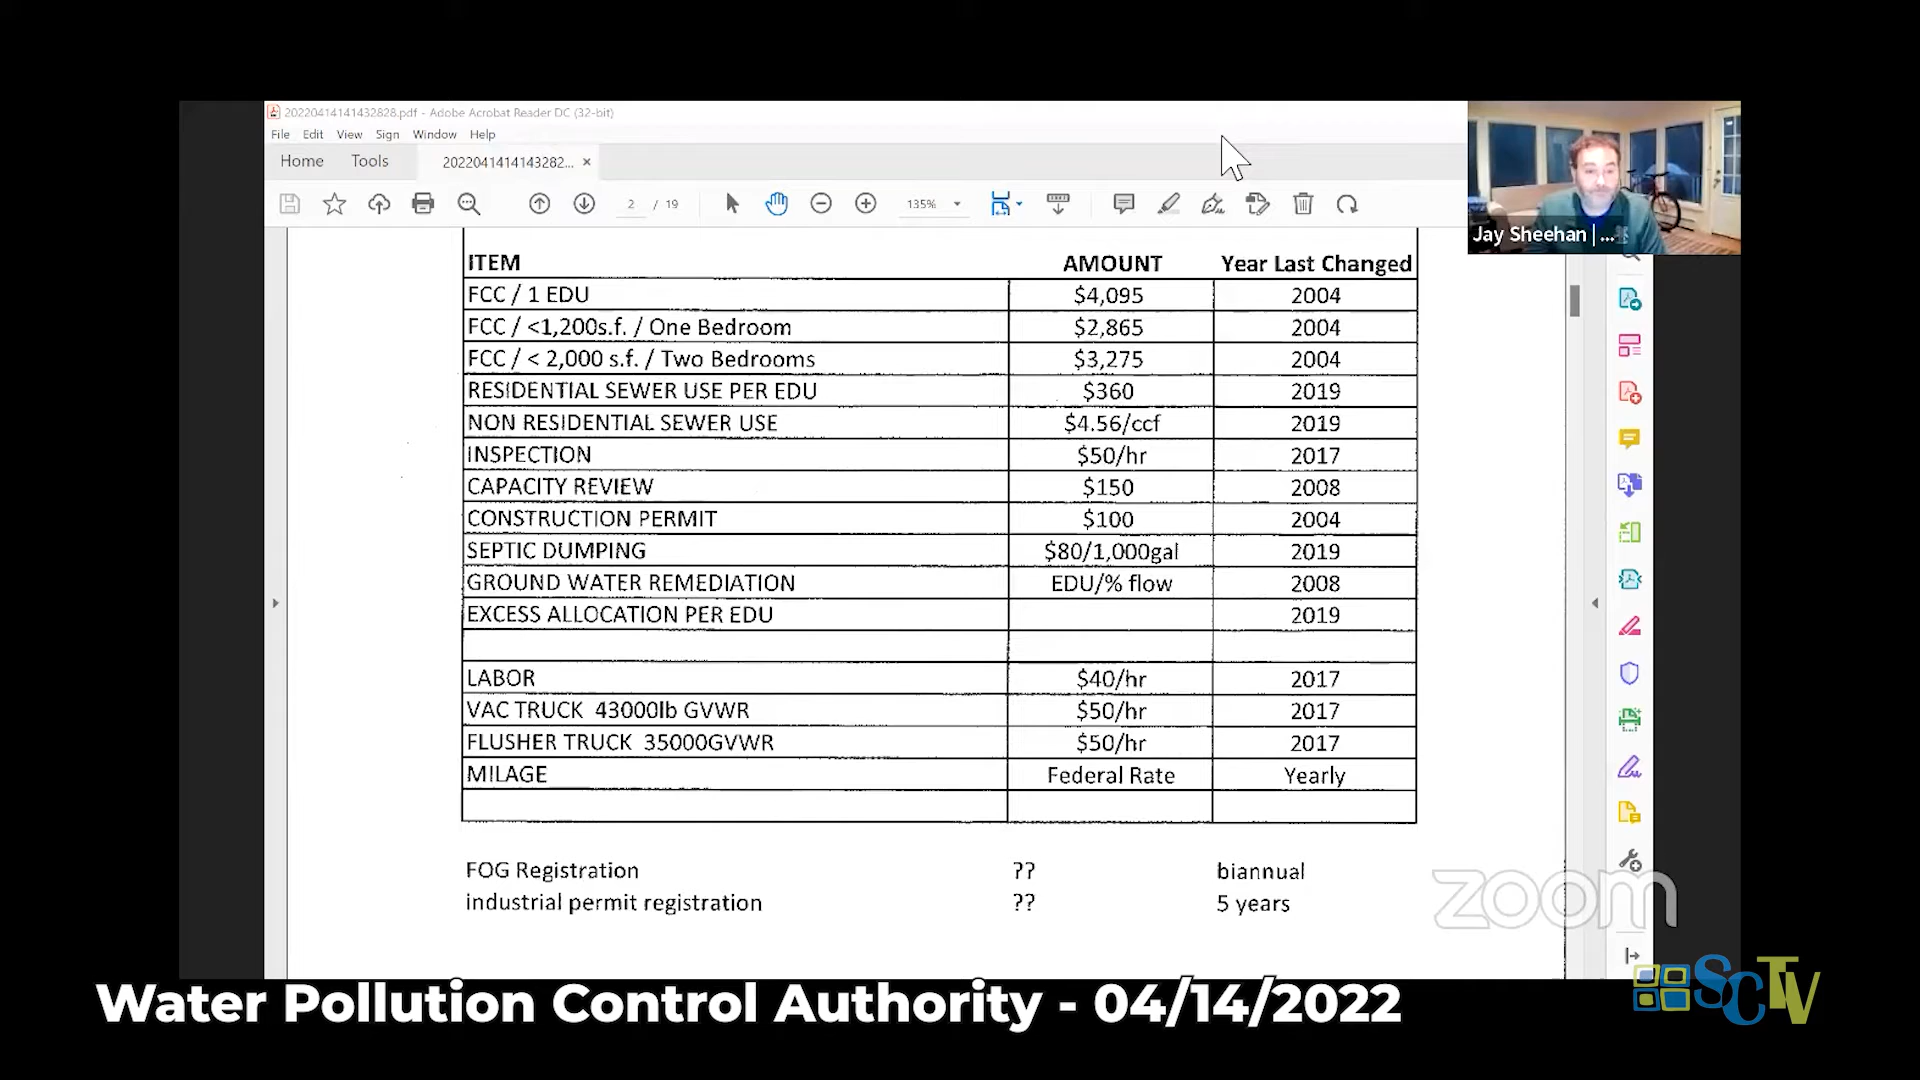 20220414141432828.pdf - Adobe Acrobat Reader DC (32-bit)
File Edit View Sign Window Help
Home Tools 2022041414143282... ×
2 / 19 135%
Jay Sheehan | ...
ITEM AMOUNT Year Last Changed
FCC / 1 EDU $4,095 2004
FCC / <1,200s.f. / One Bedroom $2,865 2004
FCC / < 2,000 s.f. / Two Bedrooms $3,275 2004
RESIDENTIAL SEWER USE PER EDU $360 2019
NON RESIDENTIAL SEWER USE $4.56/ccf 2019
INSPECTION $50/hr 2017
CAPACITY REVIEW $150 2008
CONSTRUCTION PERMIT $100 2004
SEPTIC DUMPING $80/1,000gal 2019
GROUND WATER REMEDIATION EDU/% flow 2008
EXCESS ALLOCATION PER EDU 2019
LABOR $40/hr 2017
VAC TRUCK 43000lb GVWR $50/hr 2017
FLUSHER TRUCK 35000GVWR $50/hr 2017
MILAGE Federal Rate Yearly
FOG Registration ?? biannual
industrial permit registration ?? 5 years
zoom
Water Pollution Control Authority - 04/14/2022
SCTV